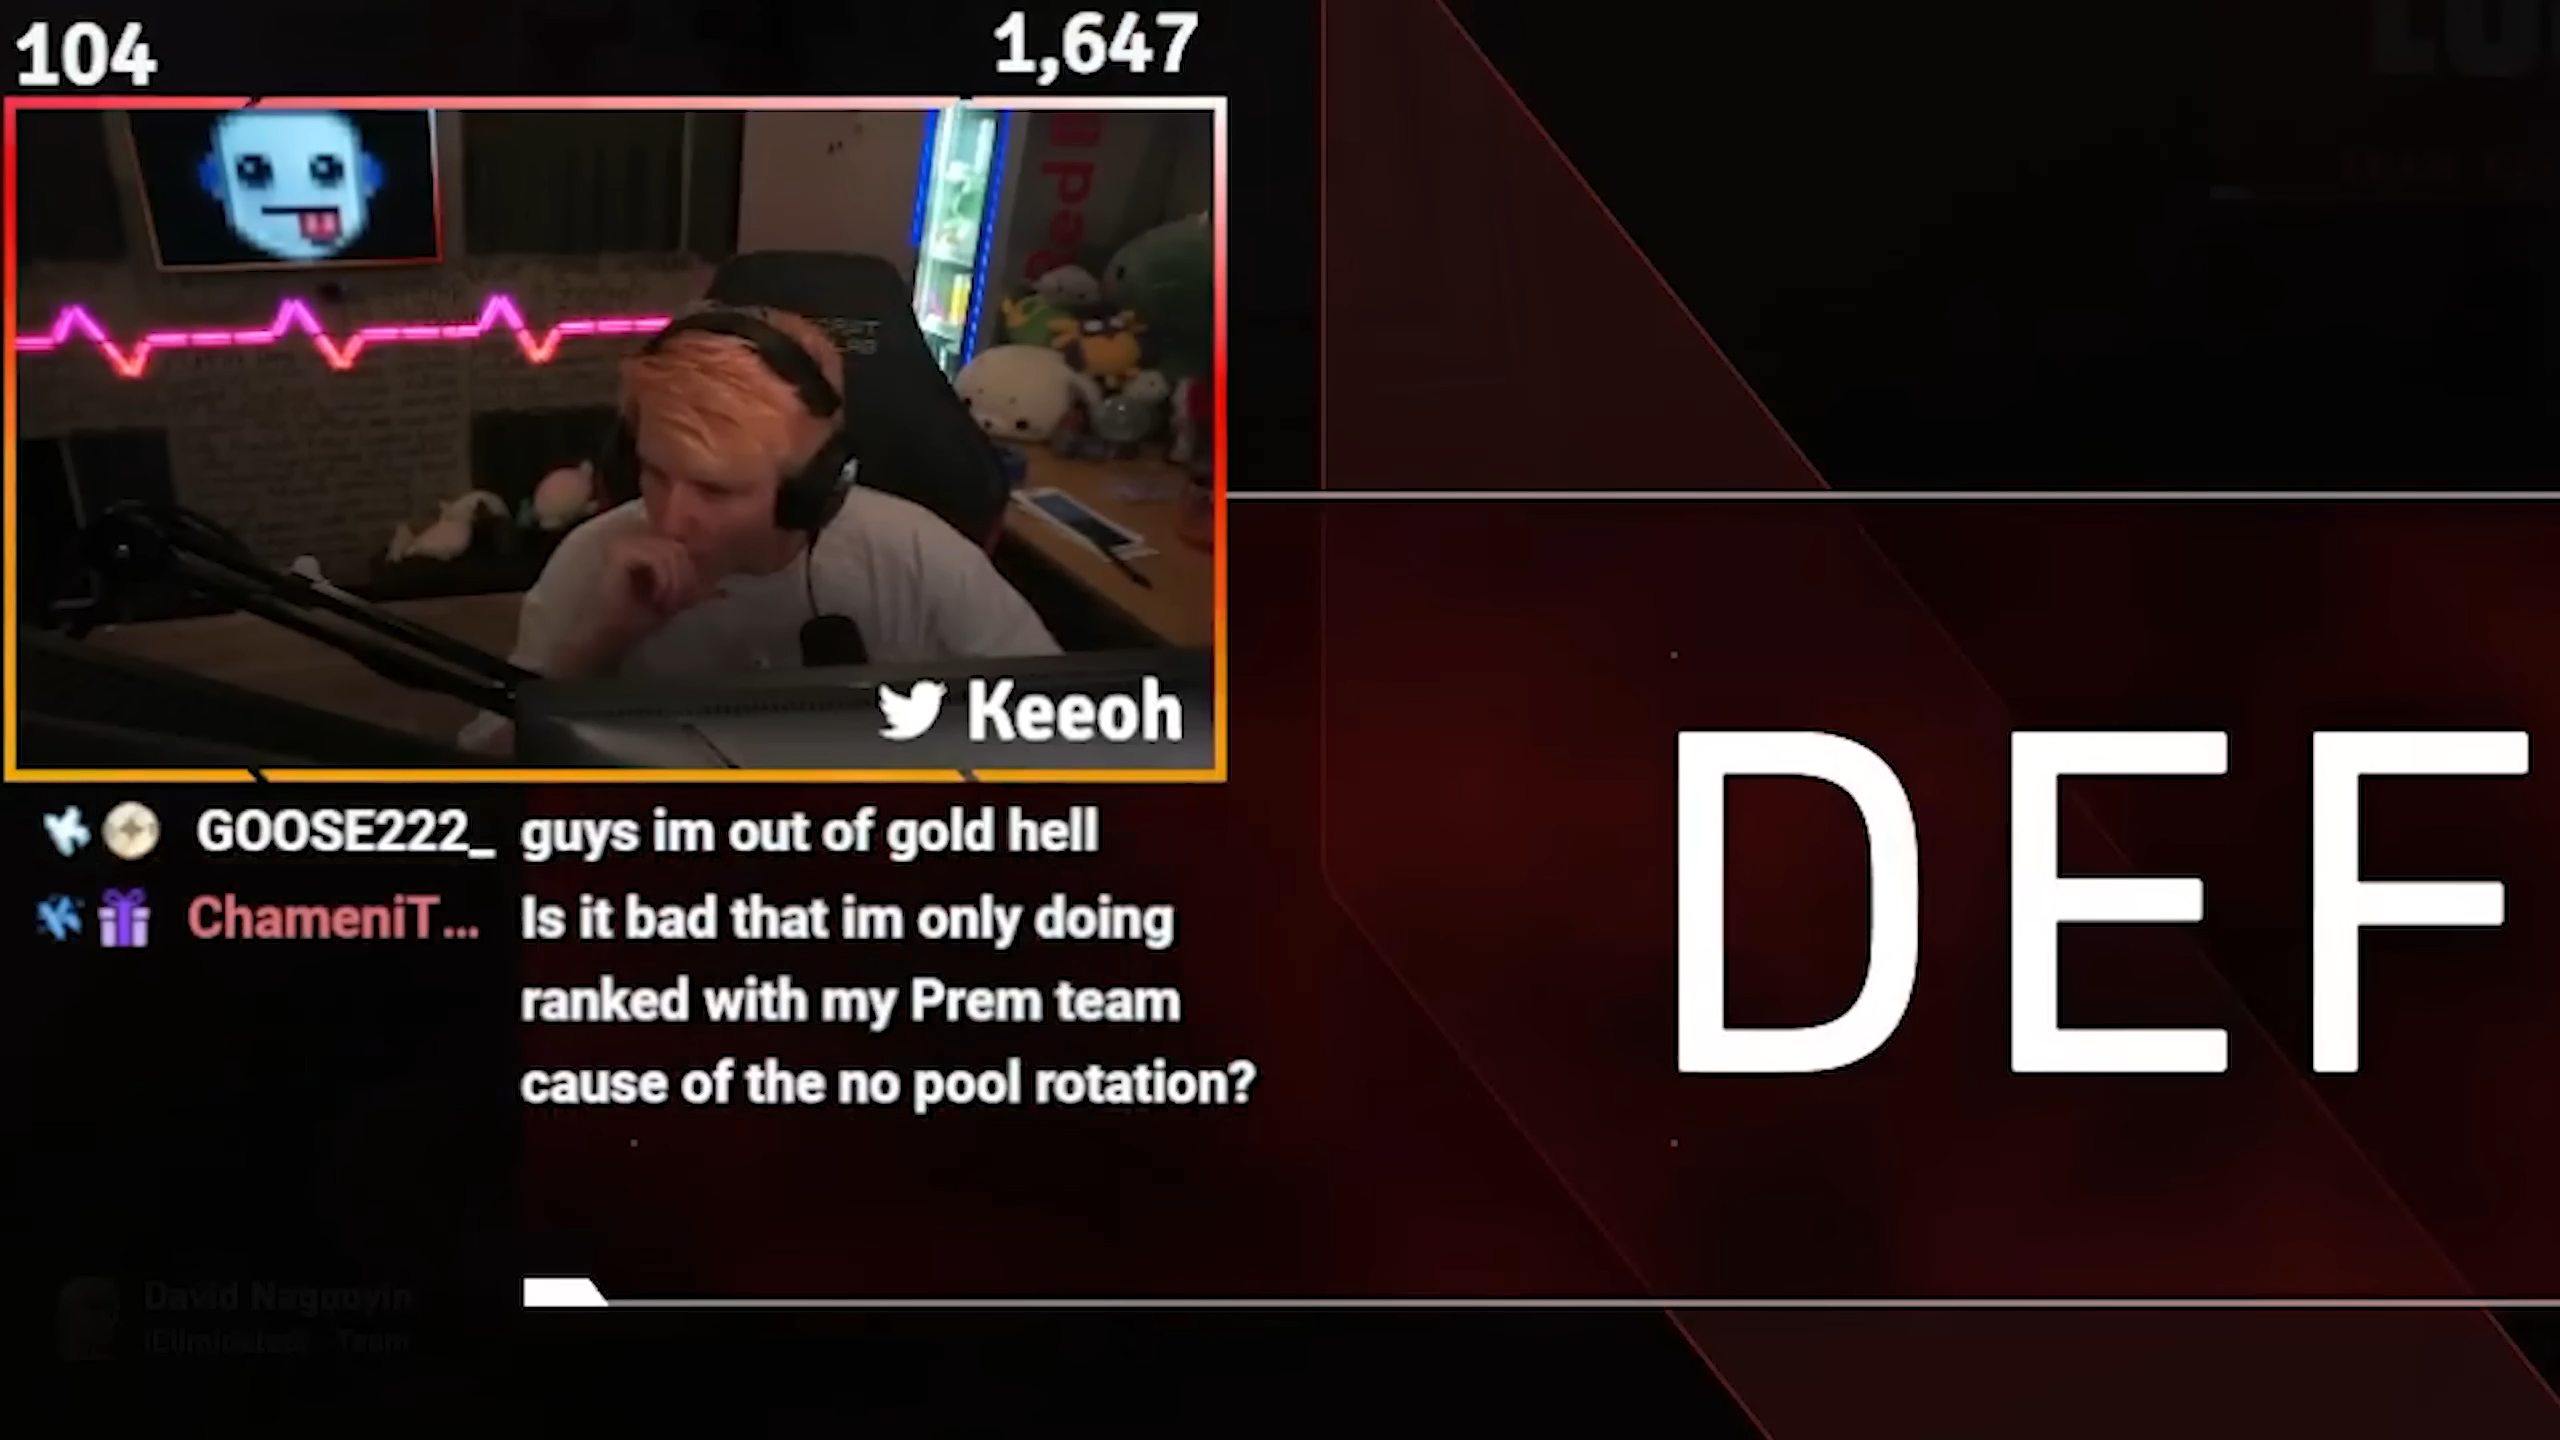 104
1,647
Red
Keeoh
GOOSE222_ guys im out of gold hell
ChameniT... Is it bad that im only doing
ranked with my Prem team
cause of the no pool rotation?
DEF